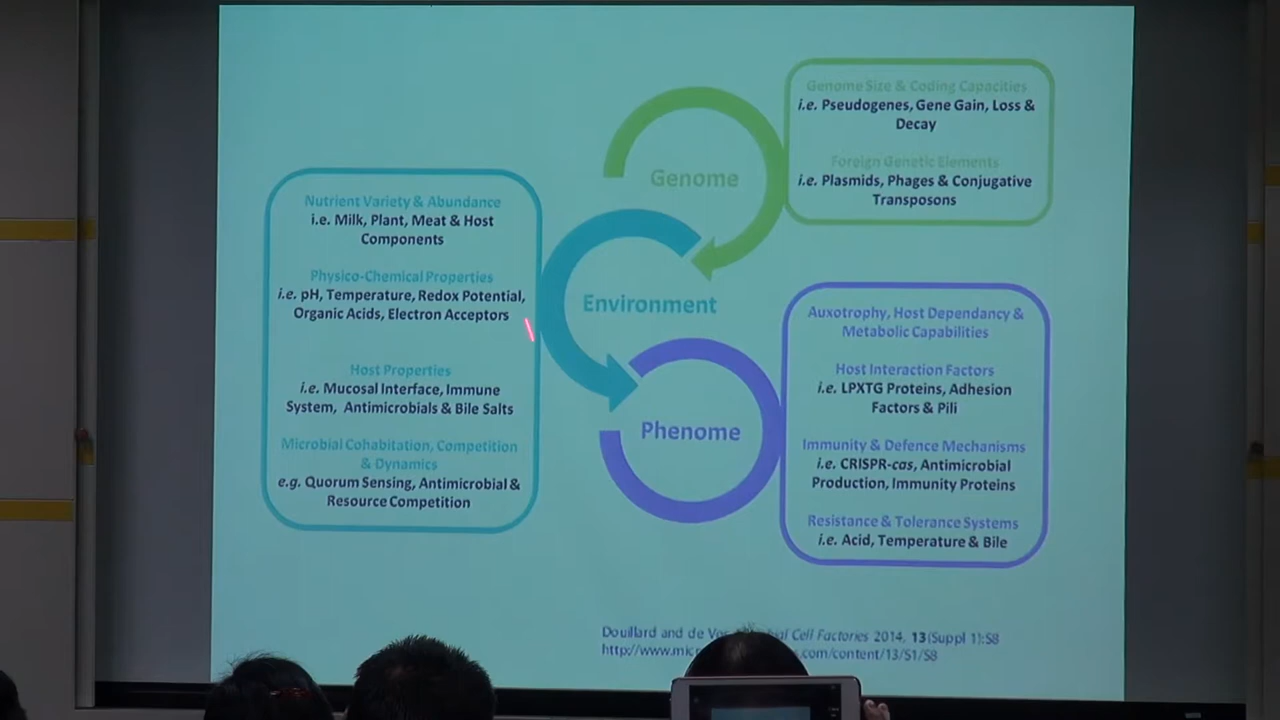 Genome Size & Coding Capacities
i.e. Pseudogenes, Gene Gain, Loss &
Decay
Foreign Genetic Elements
i.e. Plasmids, Phages & Conjugative
Transposons
Genome
Nutrient Variety & Abundance
i.e. Milk, Plant, Meat & Host
Components
Physico-Chemical Properties
i.e. pH, Temperature, Redox Potential,
Organic Acids, Electron Acceptors
Host Properties
i.e. Mucosal Interface, Immune
System, Antimicrobials & Bile Salts
Microbial Cohabitation, Competition
& Dynamics
e.g. Quorum Sensing, Antimicrobial &
Resource Competition
Environment
Auxotrophy, Host Dependancy &
Metabolic Capabilities
Host Interaction Factors
i.e. LPXTG Proteins, Adhesion
Factors & Pili
Immunity & Defence Mechanisms
i.e. CRISPR-cas, Antimicrobial
Production, Immunity Proteins
Resistance & Tolerance Systems
i.e. Acid, Temperature & Bile
Phenome
Douillard and de Cell Factories 2014, 13(Suppl 1):S8
.com/content/13/S1/S8